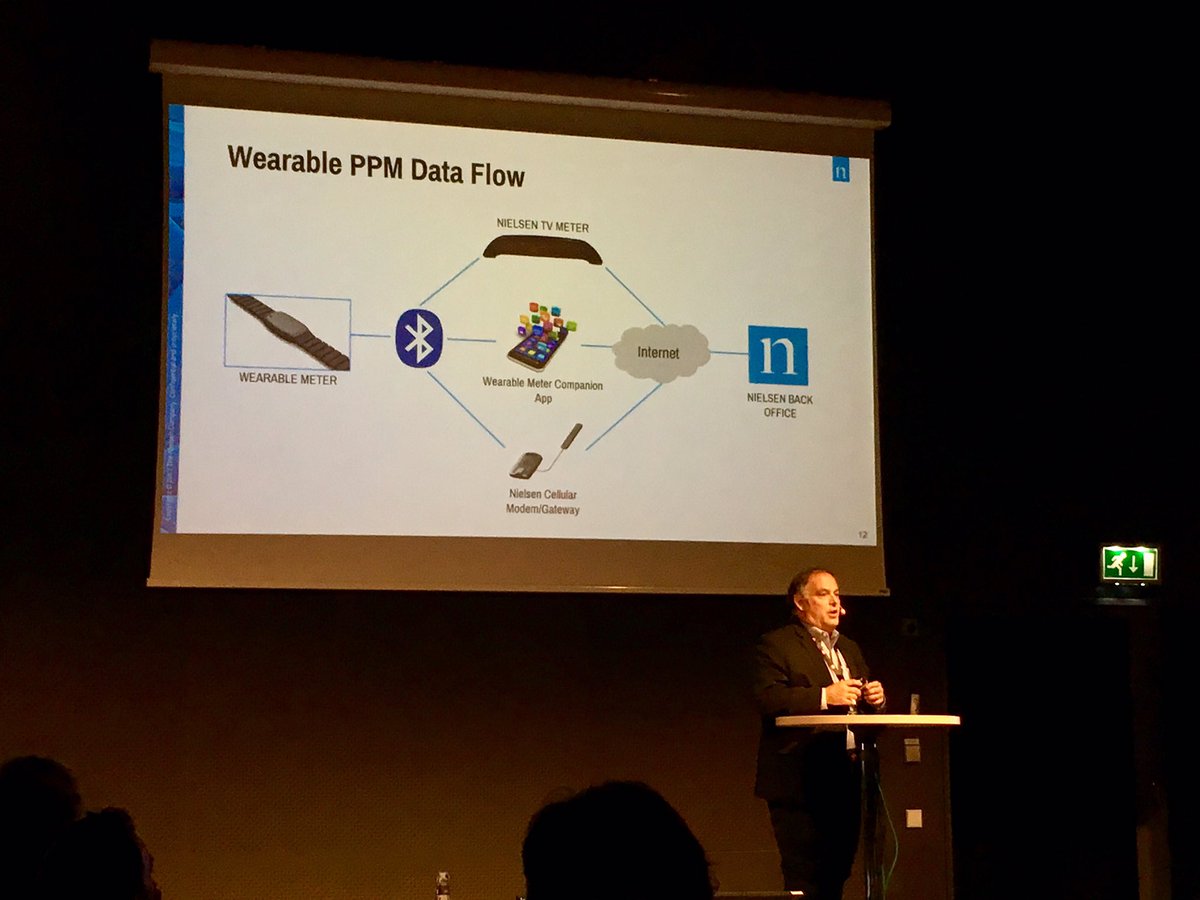 Wearable PPM Data Flow
n
NIELSEN TV METER
WEARABLE METER
Wearable Meter Companion
App
Internet
n
NIELSEN BACK
OFFICE
Nielsen Cellular
Modem/Gateway
12